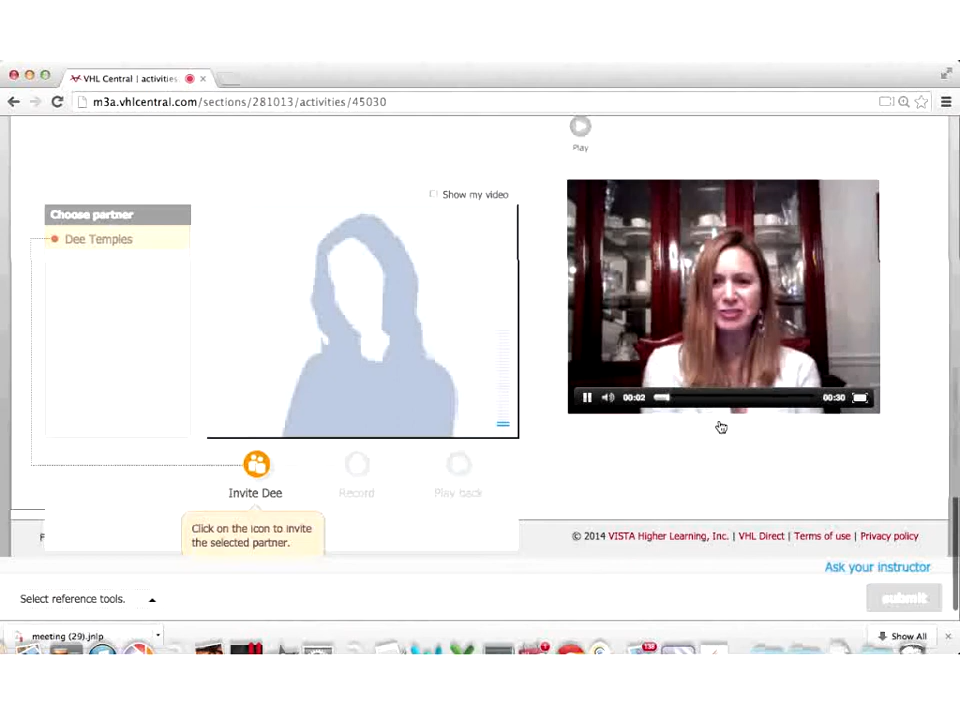 VHL Central | activities
m3a.vhlcentral.com/sections/281013/activities/45030
Play
Show my video
Choose partner
Dee Temples
00:02
00:30
Invite Dee
Record
Play back
Click on the icon to invite
the selected partner.
© 2014 VISTA Higher Learning, Inc. | VHL Direct | Terms of use | Privacy policy
Ask your instructor
Select reference tools.
submit
meeting (29).jnlp
Show All
138